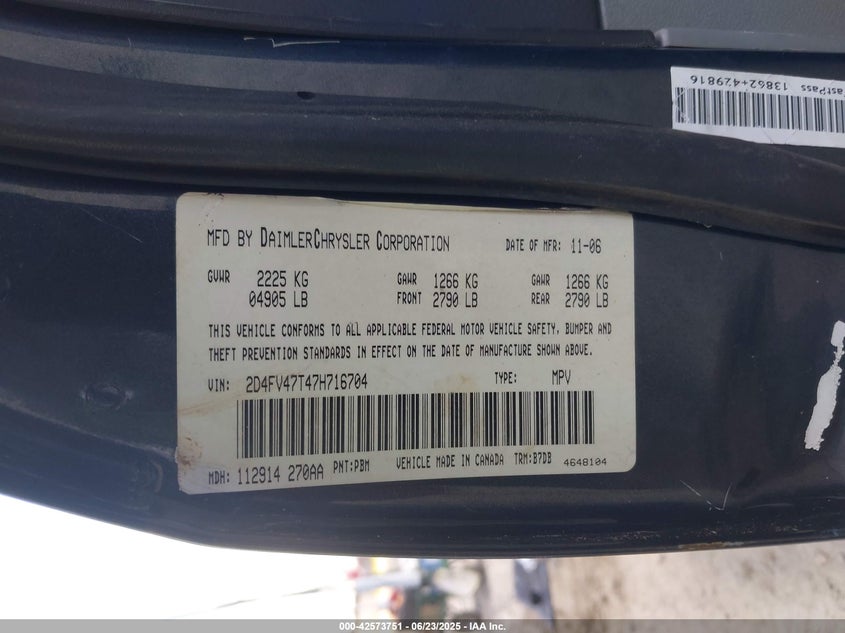 astPass 13862+429816
MFD BY DAIMLERCHRYSLER CORPORATION DATE OF MFR: 11-06
GVWR 2225 KG GAWR 1266 KG GAWR 1266 KG
04905 LB FRONT 2790 LB REAR 2790 LB
THIS VEHICLE CONFORMS TO ALL APPLICABLE FEDERAL MOTOR VEHICLE SAFETY, BUMPER AND
THEFT PREVENTION STANDARDS IN EFFECT ON THE DATE OF MANUFACTURE SHOWN ABOVE.
VIN: 2D4FV47T47H716704 TYPE: MPV
MDH: 112914 270AA PNT:PBM VEHICLE MADE IN CANADA TRM:B7DB 4648104
000-42573751 - 06/23/2025 - IAA Inc.